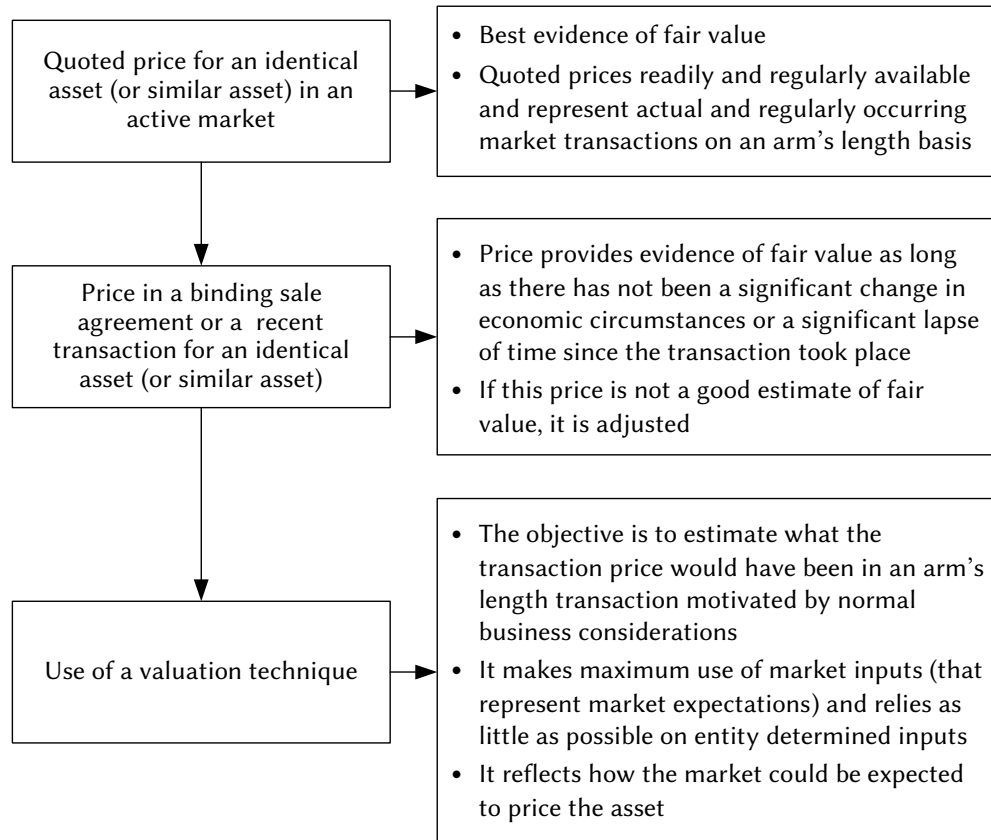 Quoted price for an identical
asset (or similar asset) in an
active market
• Best evidence of fair value
• Quoted prices readily and regularly available
and represent actual and regularly occurring
market transactions on an arm’s length basis
Price in a binding sale
agreement or a recent
transaction for an identical
asset (or similar asset)
• Price provides evidence of fair value as long
as there has not been a significant change in
economic circumstances or a significant lapse
of time since the transaction took place
• If this price is not a good estimate of fair
value, it is adjusted
Use of a valuation technique
• The objective is to estimate what the
transaction price would have been in an arm’s
length transaction motivated by normal
business considerations
• It makes maximum use of market inputs (that
represent market expectations) and relies as
little as possible on entity determined inputs
• It reflects how the market could be expected
to price the asset